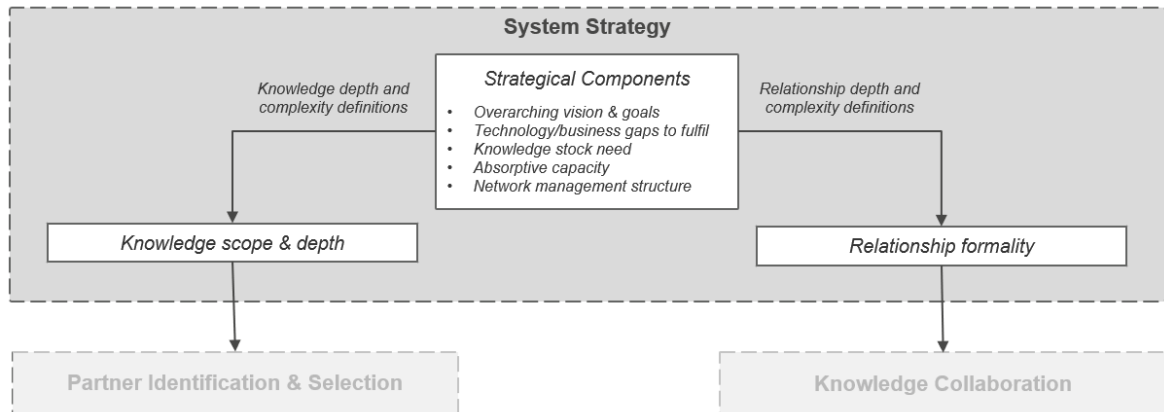 System Strategy
Strategical Components
• Overarching vision & goals
• Technology/business gaps to fulfil
• Knowledge stock need
• Absorptive capacity
• Network management structure
Knowledge depth and
complexity definitions
Relationship depth and
complexity definitions
Knowledge scope & depth
Relationship formality
Partner Identification & Selection
Knowledge Collaboration